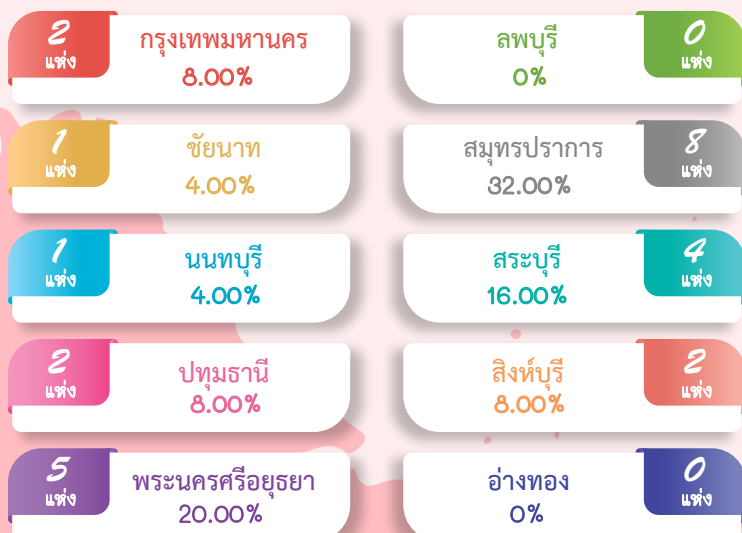 2
แห่ง
กรุงเทพมหานคร
8.00%
ลพบุรี
0%
0
แห่ง
1
แห่ง
ชัยนาท
4.00%
สมุทรปราการ
32.00%
8
แห่ง
1
แห่ง
นนทบุรี
4.00%
สระบุรี
16.00%
4
แห่ง
2
แห่ง
ปทุมธานี
8.00%
สิงห์บุรี
8.00%
2
แห่ง
5
แห่ง
พระนครศรีอยุธยา
20.00%
อ่างทอง
0%
0
แห่ง